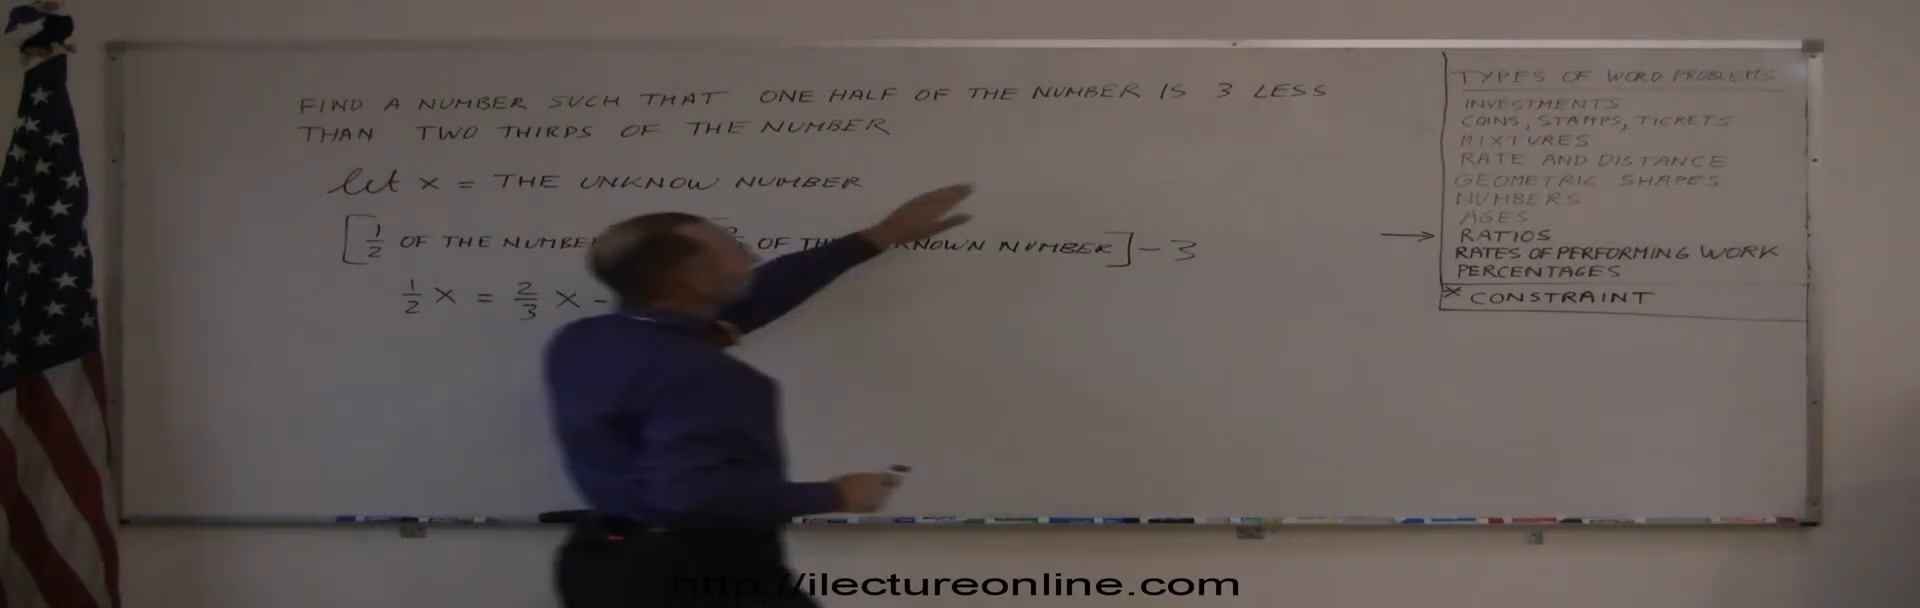 FIND A NUMBER SUCH THAT ONE HALF OF THE NUMBER IS 3 LESS
THAN TWO THIRDS OF THE NUMBER
let x = THE UNKNOW NUMBER
[1/2 OF THE NUMBE OF NUMBER] - 3
1/2 x = 2/3 x -
TYPES OF WORD PROBLEMS
INVESTMENTS
COINS, STAMPS, TICKETS
MIXTURES
RATE AND DISTANCE
GEOMETRIC SHAPES
NUMBERS
AGES
→ RATIOS
RATES OF PERFORMING WORK
PERCENTAGES
* CONSTRAINT
http://ilectureonline.com